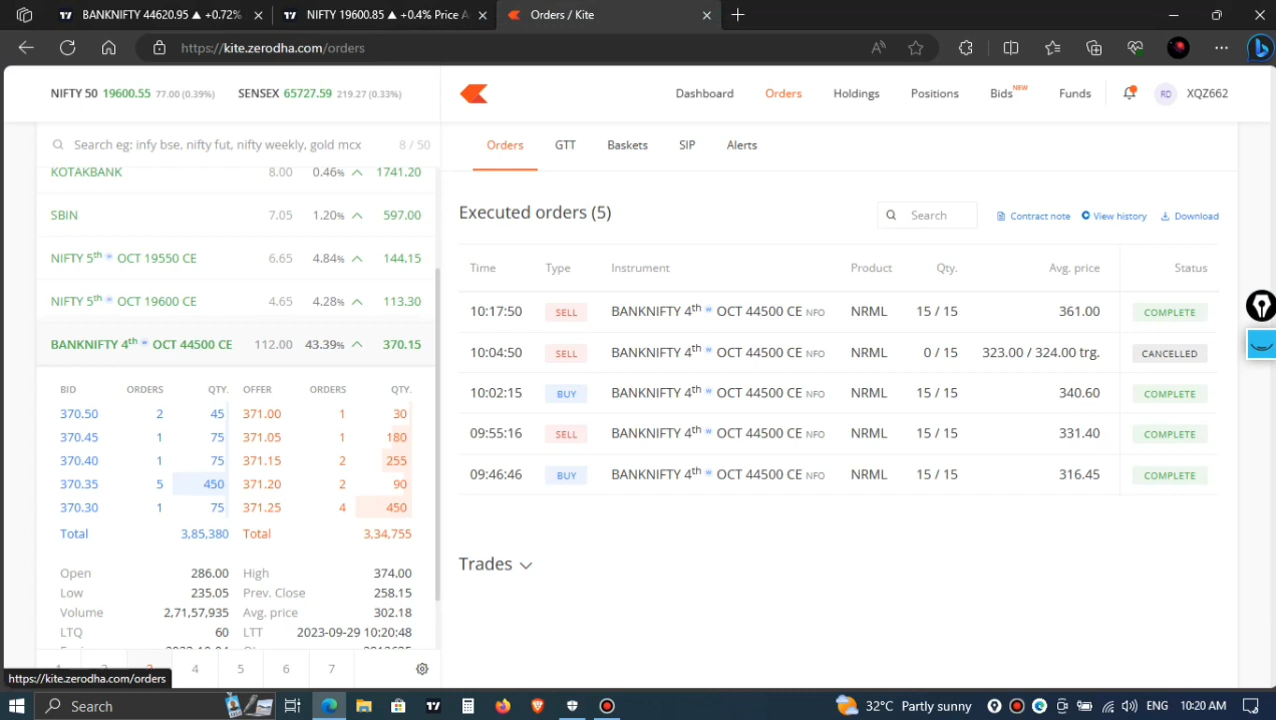 BANKNIFTY 44620.95 ▲ +0.72%
NIFTY 19600.85 ▲ +0.4% Price A
Orders / Kite
https://kite.zerodha.com/orders
NIFTY 50 19600.55 77.00 (0.39%) SENSEX 65727.59 219.27 (0.33%)
Dashboard Orders Holdings Positions Bids NEW Funds RD XQZ662
Search eg: infy bse, nifty fut, nifty weekly, gold mcx 8 / 50
KOTAKBANK 8.00 0.46% 1741.20
SBIN 7.05 1.20% 597.00
NIFTY 5th w OCT 19550 CE 6.65 4.84% 144.15
NIFTY 5th w OCT 19600 CE 4.65 4.28% 113.30
BANKNIFTY 4th w OCT 44500 CE 112.00 43.39% 370.15
BID ORDERS QTY. OFFER ORDERS QTY.
370.50 2 45 371.00 1 30
370.45 1 75 371.05 1 180
370.40 1 75 371.15 2 255
370.35 5 450 371.20 2 90
370.30 1 75 371.25 4 450
Total 3,85,380 Total 3,34,755
Open 286.00 High 374.00
Low 235.05 Prev. Close 258.15
Volume 2,71,57,935 Avg. price 302.18
LTQ 60 LTT 2023-09-29 10:20:48
3 4 5 6 7
https://kite.zerodha.com/orders
Orders GTT Baskets SIP Alerts
Executed orders (5)
Search Contract note View history Download
Time Type Instrument Product Qty. Avg. price Status
10:17:50 SELL BANKNIFTY 4th w OCT 44500 CE NFO NRML 15 / 15 361.00 COMPLETE
10:04:50 SELL BANKNIFTY 4th w OCT 44500 CE NFO NRML 0 / 15 323.00 / 324.00 trg. CANCELLED
10:02:15 BUY BANKNIFTY 4th w OCT 44500 CE NFO NRML 15 / 15 340.60 COMPLETE
09:55:16 SELL BANKNIFTY 4th w OCT 44500 CE NFO NRML 15 / 15 331.40 COMPLETE
09:46:46 BUY BANKNIFTY 4th w OCT 44500 CE NFO NRML 15 / 15 316.45 COMPLETE
Trades
Search
32°C Partly sunny ENG 10:20 AM